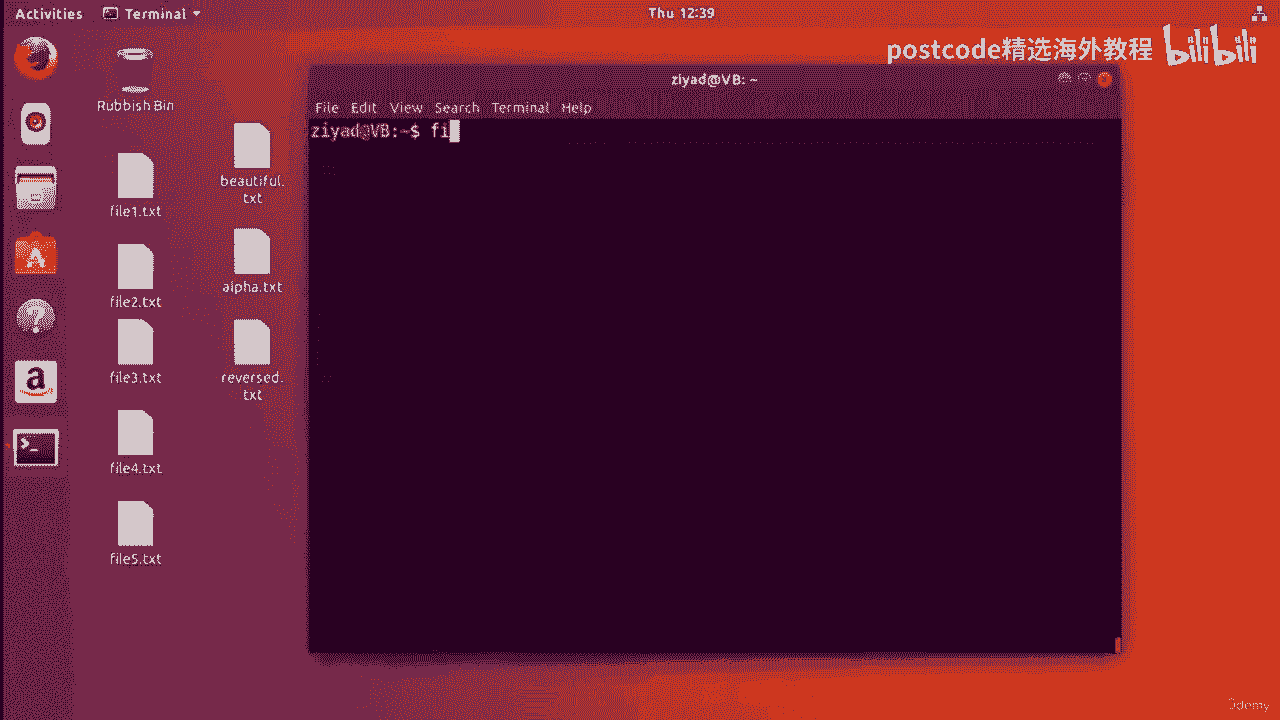 Activities
Terminal
Thu 12:39
postcode精选海外教程 bilibili
Rubbish Bin
file1.txt
file2.txt
file3.txt
file4.txt
file5.txt
beautiful.
txt
alpha.txt
reversed.
txt
ziyad@VB: ~
File Edit View Search Terminal Help
ziyad@VB:~$ fi
Udemy